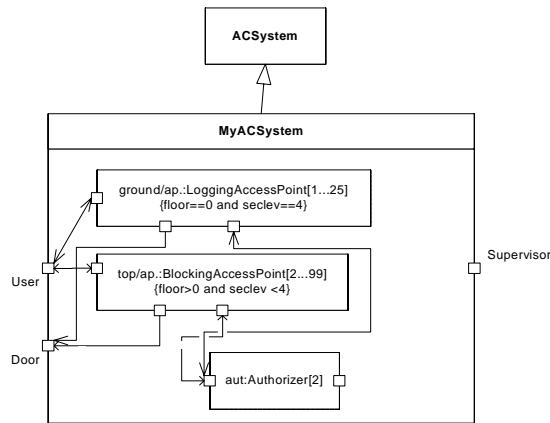 ACSystem
MyACSystem
ground/ap.:LoggingAccessPoint[1...25]
{floor==0 and seclev==4}
Supervisor
User
top/ap.:BlockingAccessPoint[2...99]
{floor>0 and seclev <4}
Door
aut:Authorizer[2]